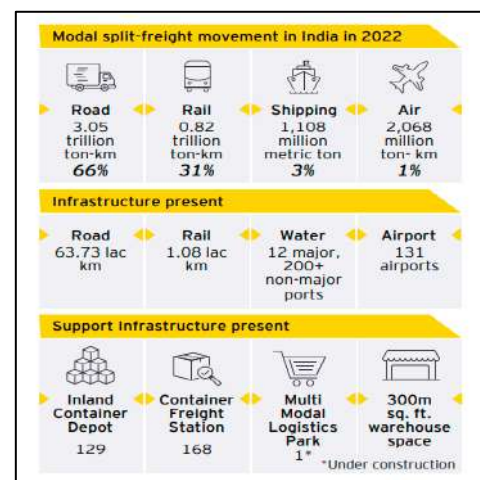 Modal split-freight movement in India in 2022
Road Rail Shipping Air
3.05 0.82 1,108 2,068
trillion trillion million million
ton-km ton-km metric ton ton- km
66% 31% 3% 1%
Infrastructure present
Road Rail Water Airport
63.73 lac 1.08 lac 12 major, 131
km km 200+ airports
non-major
ports
Support Infrastructure present
Inland Container Multi 300m
Container Freight Modal sq. ft.
Depot Station Logistics warehouse
129 168 Park space
1*
*Under construction